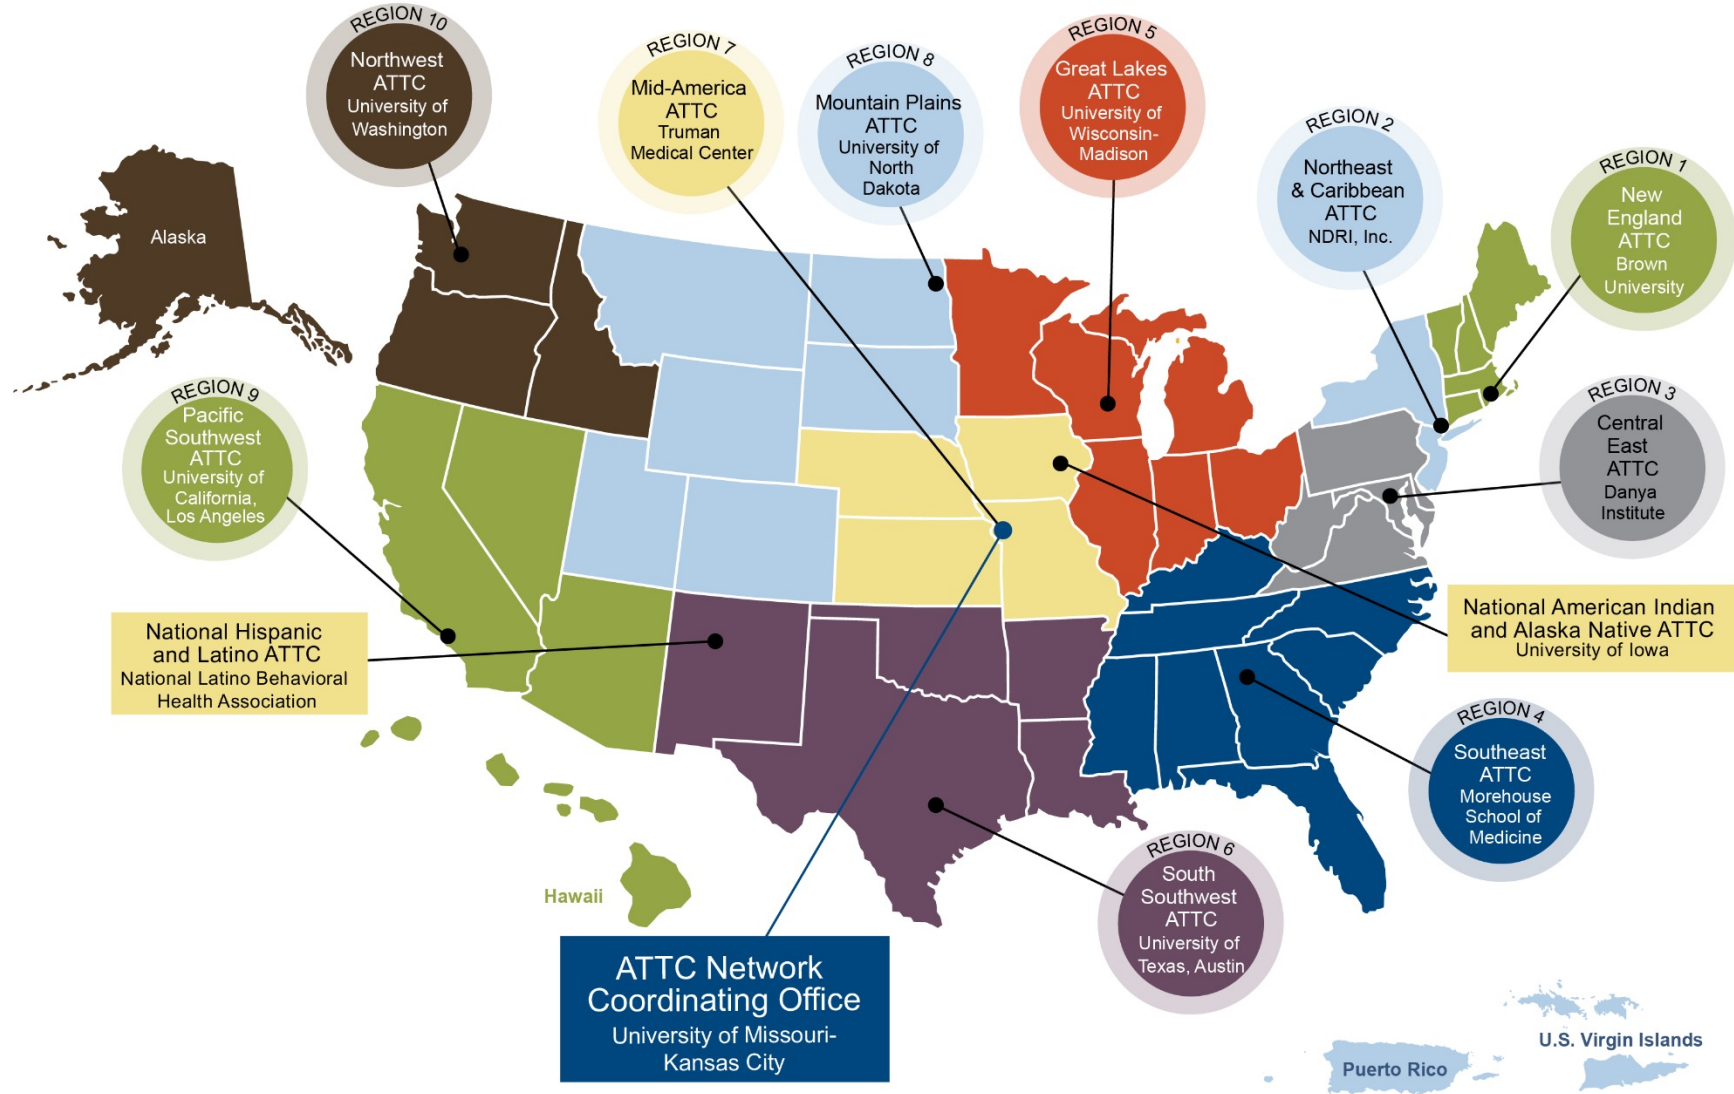 REGION 10
Northwest
ATTC
University of
Washington
REGION 7
Mid-America
ATTC
Truman
Medical Center
REGION 8
Mountain Plains
ATTC
University of
North
Dakota
REGION 5
Great Lakes
ATTC
University of
Wisconsin-
Madison
REGION 2
Northeast
& Caribbean
ATTC
NDRI, Inc.
REGION 1
New
England
ATTC
Brown
University
Alaska
REGION 9
Pacific
Southwest
ATTC
University of
California,
Los Angeles
REGION 3
Central
East
ATTC
Danya
Institute
National Hispanic
and Latino ATTC
National Latino Behavioral
Health Association
National American Indian
and Alaska Native ATTC
University of Iowa
REGION 4
Southeast
ATTC
Morehouse
School of
Medicine
REGION 6
South
Southwest
ATTC
University of
Texas, Austin
Hawaii
ATTC Network
Coordinating Office
University of Missouri-
Kansas City
U.S. Virgin Islands
Puerto Rico